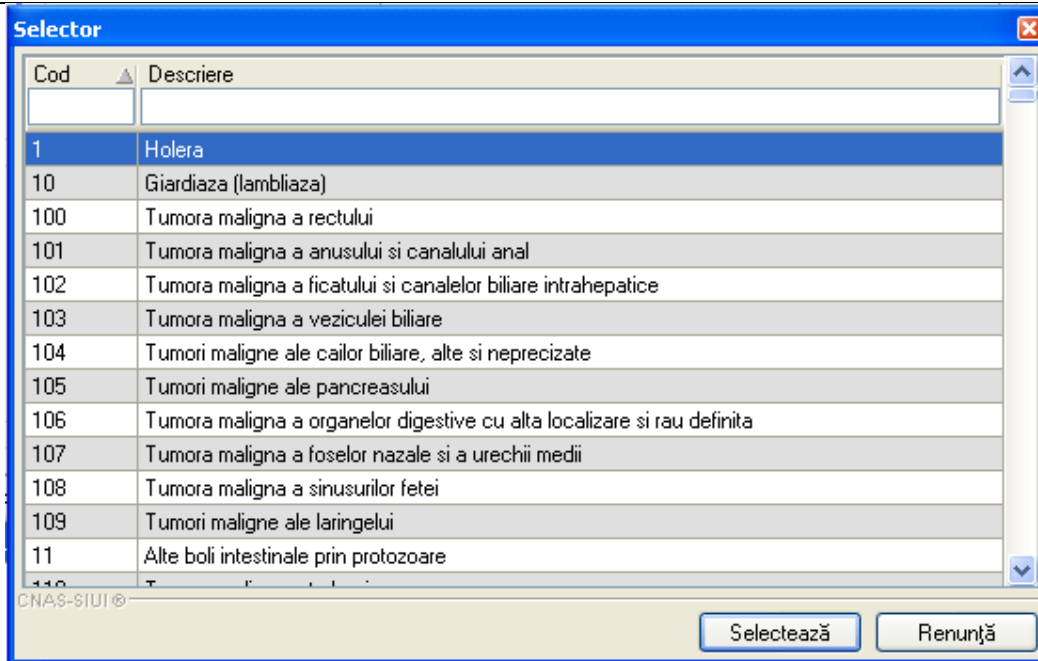 Selector
Cod Descriere
1 Holera
10 Giardiaza (lambliaza)
100 Tumora maligna a rectului
101 Tumora maligna a anusului si canalului anal
102 Tumora maligna a ficatului si canalelor biliare intrahepatice
103 Tumora maligna a veziculei biliare
104 Tumori maligne ale cailor biliare, alte si neprecizate
105 Tumori maligne ale pancreasului
106 Tumora maligna a organelor digestive cu alta localizare si rau definita
107 Tumora maligna a foselor nazale si a urechii medii
108 Tumora maligna a sinusurilor fetei
109 Tumori maligne ale laringelui
11 Alte boli intestinale prin protozoare
CNAS-SIUI®
Selectează Renunţă